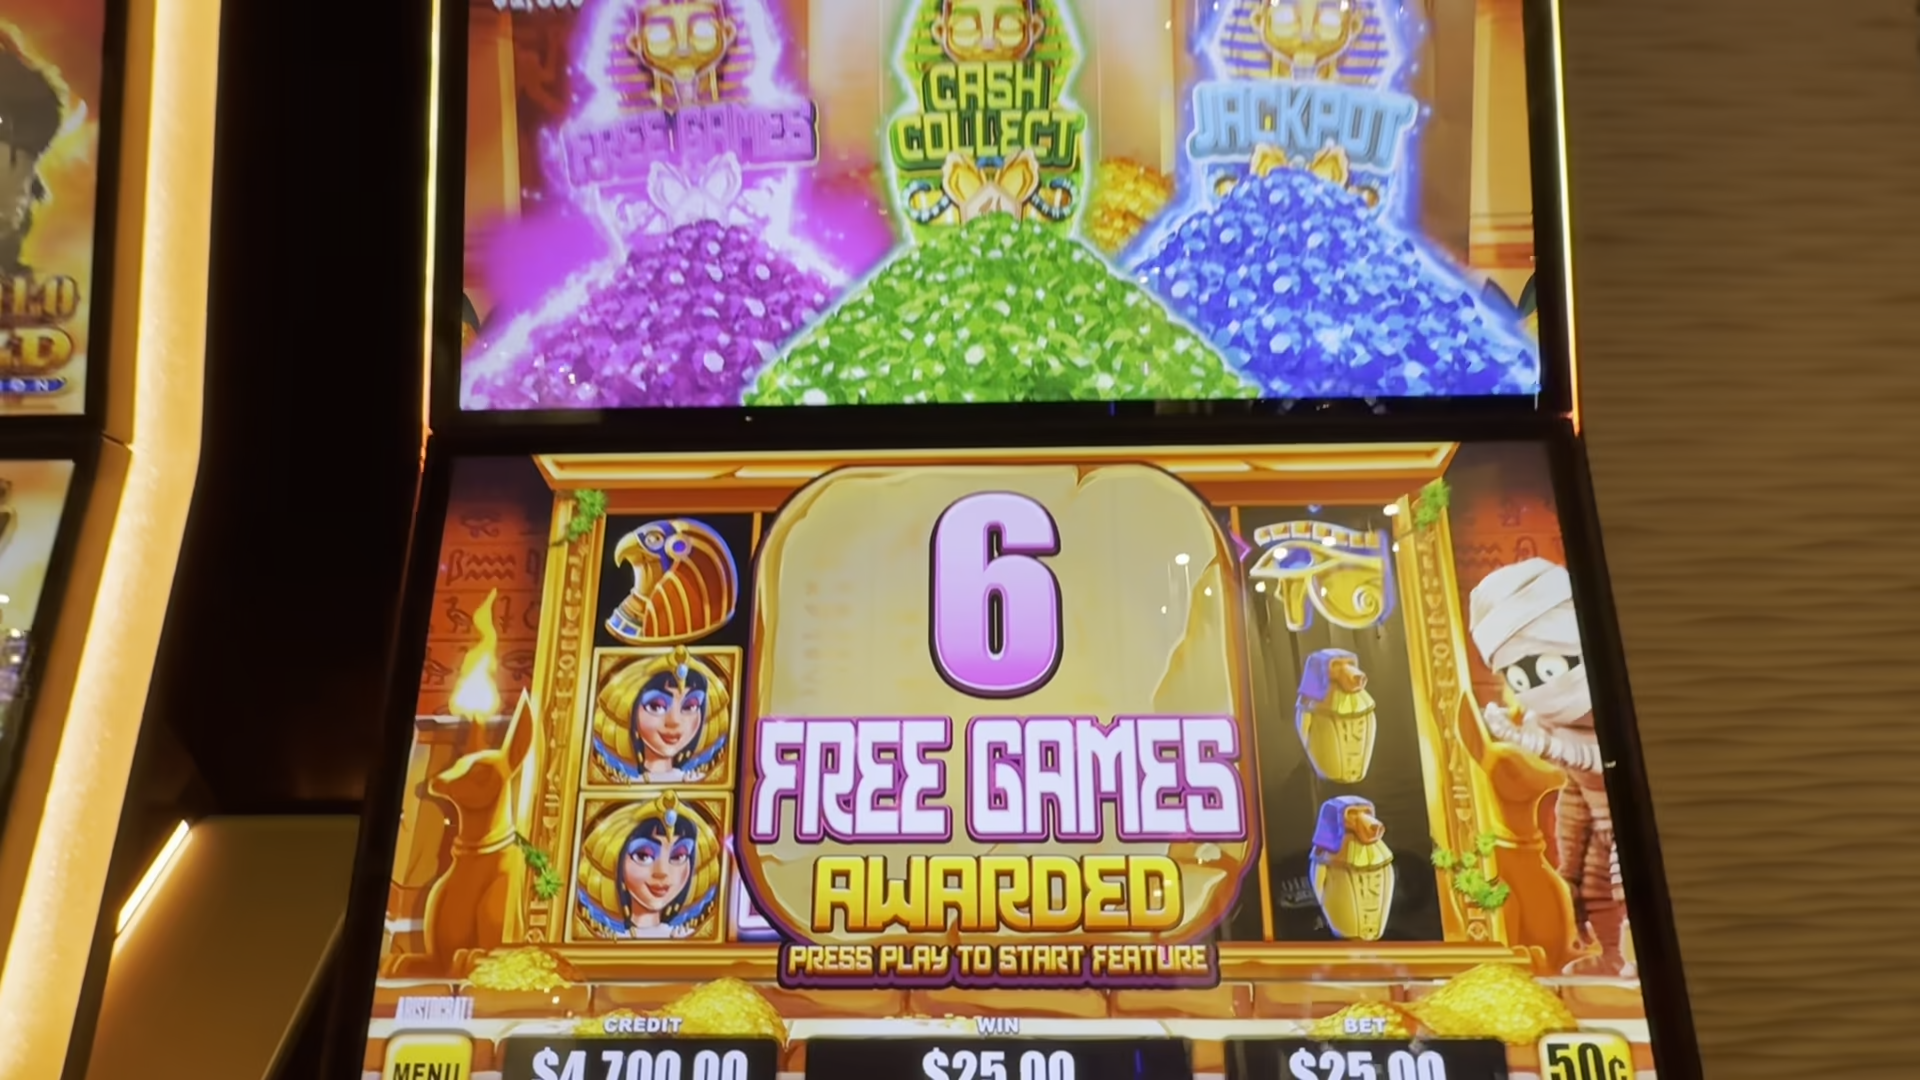 FREE GAMES
CASH
COLLECT
JACKPOT
6
FREE GAMES
AWARDED
PRESS PLAY TO START FEATURE
ARISTOCRAT
CREDIT
WIN
BET
MENU
$4,700.00
$25.00
$25.00
50¢